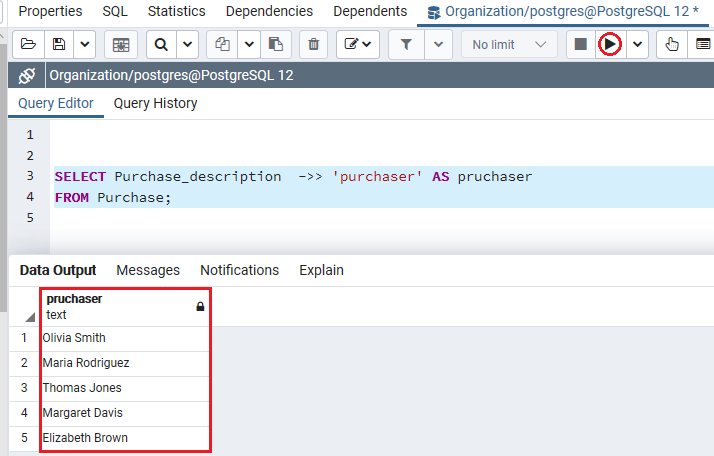 Properties SQL Statistics Dependencies Dependents Organization/postgres@PostgreSQL 12 *
No limit
Organization/postgres@PostgreSQL 12
Query Editor Query History
1
2
3 SELECT Purchase_description ->> 'purchaser' AS pruchaser
4 FROM Purchase;
5
Data Output Messages Notifications Explain
pruchaser
text
1 Olivia Smith
2 Maria Rodriguez
3 Thomas Jones
4 Margaret Davis
5 Elizabeth Brown